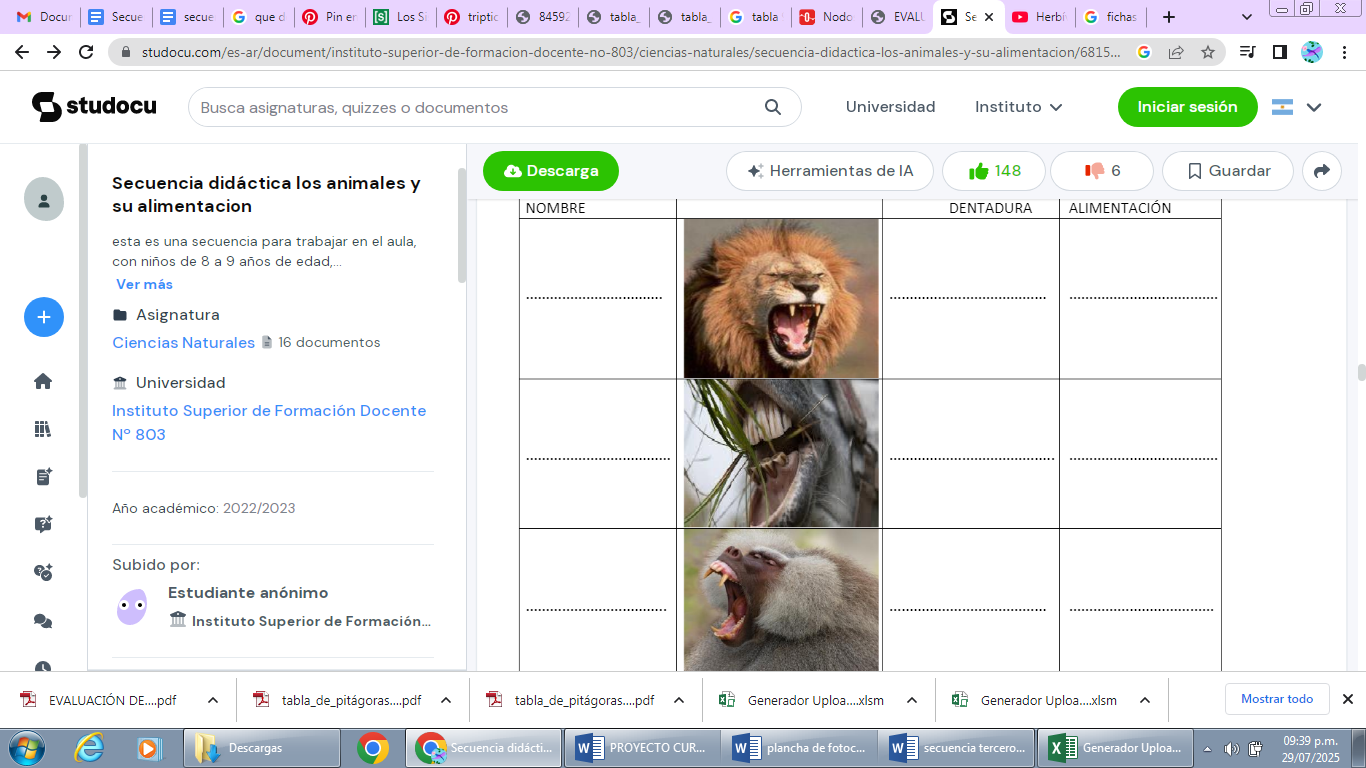 Docur
Secue
secue
que d
Pin en
Los Si
triptic
84592
tabla_
tabla_
tabla
Nodo
EVALU
Se
Herbí
fichas
studocu.com/es-ar/document/instituto-superior-de-formacion-docente-no-803/ciencias-naturales/secuencia-didactica-los-animales-y-su-alimentacion/6815...
studocu
Busca asignaturas, quizzes o documentos
Universidad
Instituto
Iniciar sesión
Secuencia didáctica los animales y
su alimentacion
esta es una secuencia para trabajar en el aula,
con niños de 8 a 9 años de edad,...
Ver más
Asignatura
Ciencias Naturales 16 documentos
Universidad
Instituto Superior de Formación Docente
Nº 803
Año académico: 2022/2023
Subido por:
Estudiante anónimo
Instituto Superior de Formación...
Descarga
Herramientas de IA
148
6
Guardar
NOMBRE
DENTADURA
ALIMENTACIÓN
EVALUACIÓN DE....pdf
tabla_de_pitágoras....pdf
tabla_de_pitágoras....pdf
Generador Uploa....xlsm
Generador Uploa....xlsm
Mostrar todo
Descargas
Secuencia didácti...
PROYECTO CUR...
plancha de fotoc...
secuencia tercero...
Generador Uploa...
09:39 p.m.
29/07/2025